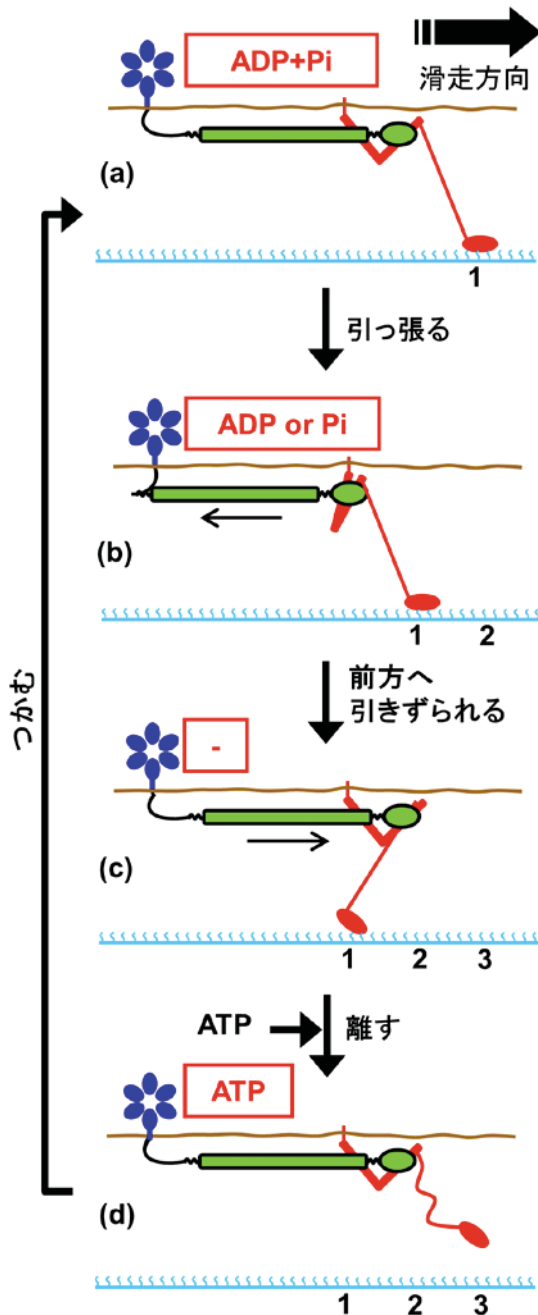 ADP+Pi
滑走方向
(a)
1
引っ張る
ADP or Pi
(b)
1 2
つかむ
前方へ
引きずられる
-
(c)
1 2 3
ATP
離す
ATP
(d)
1 2 3